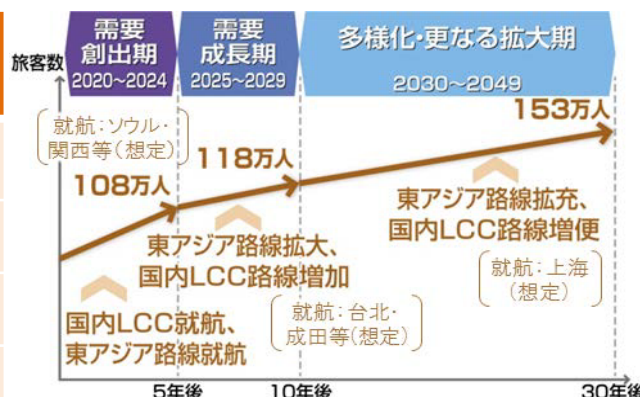 旅客数
需要
創出期
2020~2024
需要
成長期
2025~2029
多様化・更なる拡大期
2030~2049
就航:ソウル・
関西等(想定)
108万人
118万人
153万人
国内LCC就航、
東アジア路線就航
東アジア路線拡大、
国内LCC路線増加
就航:台北・
成田等(想定)
東アジア路線拡充、
国内LCC路線増便
就航:上海
(想定)
5年後
10年後
30年後